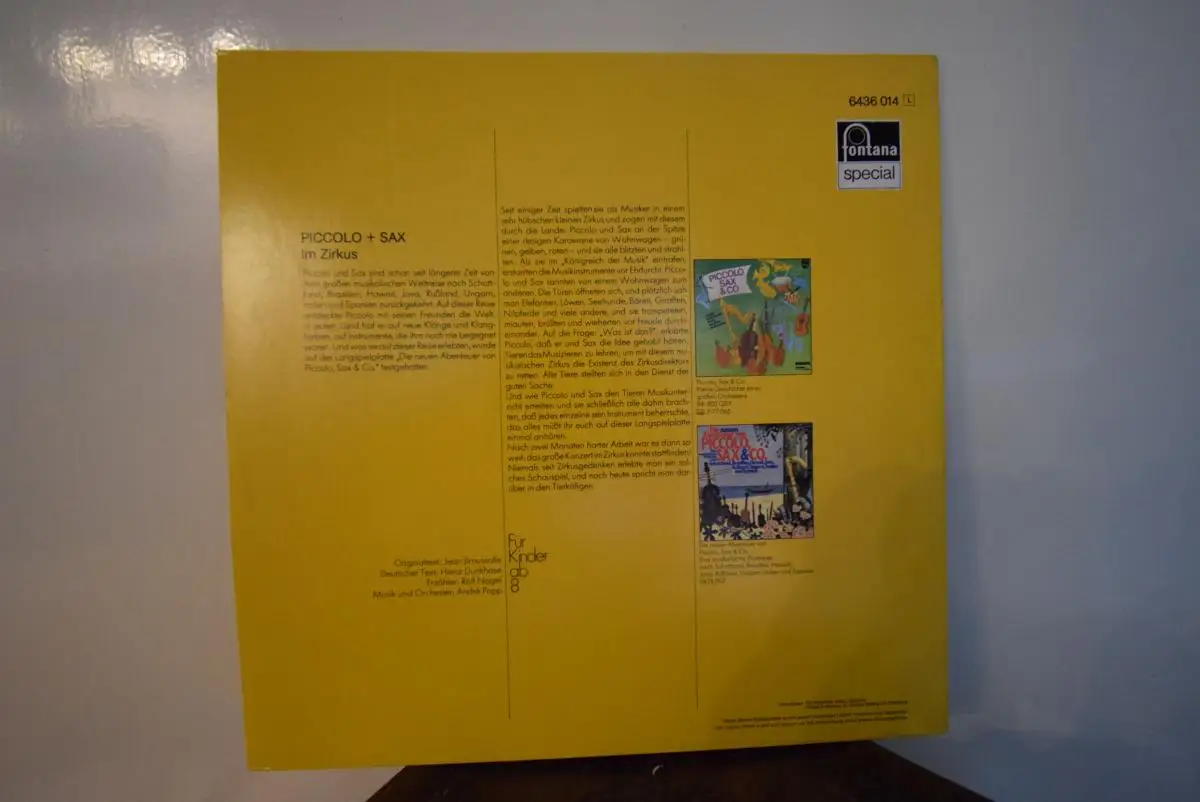 6436 014 L
fontana
special
PICCOLO + SAX
Im Zirkus
Piccolo und Sax sind schon seit längerer Zeit von
ihrer großen musikalischen Weltreise nach Schott-
land, Brasilien, Hawaii, Java, Rußland, Ungarn,
Indien und Spanien zurückgekehrt. Auf dieser Reise
entdeckte Piccolo mit seinen Freunden die Welt.
In jedem Land traf er auf neue Klänge und Klang-
farben, auf Instrumente, die ihm noch nie begegnet
waren. Und was sie auf dieser Reise erlebten, wurde
auf der Langspielplatte „Die neuen Abenteuer von
Piccolo, Sax & Co." festgehalten.
Seit einiger Zeit spielten sie als Musiker in einem
sehr hübschen kleinen Zirkus und zogen mit diesem
durch die Lande. Piccolo und Sax an der Spitze
einer riesigen Karawane von Wohnwagen – grü-
nen, gelben, roten – und sie alle blitzten und strahl-
ten. Als sie im „Königreich der Musik" eintrafen,
erstarrten die Musikinstrumente vor Ehrfurcht. Picco-
lo und Sax rannten von einem Wohnwagen zum
anderen. Die Türen öffneten sich, und plötzlich sah
man Elefanten, Löwen, Seehunde, Bären, Giraffen,
Nilpferde und viele andere, und sie trompeteten,
miauten, brüllten und wieherten vor Freude durch-
einander. Auf die Frage: „Was ist das?" erklärte
Piccolo, daß er und Sax die Idee gehabt hätten,
Tieren das Musizieren zu lehren, um mit diesem mu-
sikalischen Zirkus die Existenz des Zirkusdirektors
zu retten. Alle Tiere stellten sich in den Dienst der
guten Sache.
Und wie Piccolo und Sax den Tieren Musikunter-
richt erteilten und sie schließlich alle dahin brach-
ten, daß jedes einzelne sein Instrument beherrschte,
das alles müßt ihr euch auf dieser Langspielplatte
einmal anhören.
Nach zwei Monaten harter Arbeit war es dann so
weit: das große Konzert im Zirkus konnte stattfinden!
Niemals seit Zirkusgedenken erlebte man ein sol-
ches Schauspiel, und noch heute spricht man dar-
über in den Tierkäfigen.
PICCOLO
SAX
& CO
Piccolo, Sax & Co.
Kleine Geschichte eines
großen Orchesters
PICCOLO,
SAX & CO.
Die neuen Abenteuer von
Piccolo, Sax & Co.
Originaltext: Jean Broussolle
Deutscher Text: Heinz Dunkhase
Erzähler: Rolf Nagel
Musik und Orchester: André Popp
Für
Kinder
ab
8